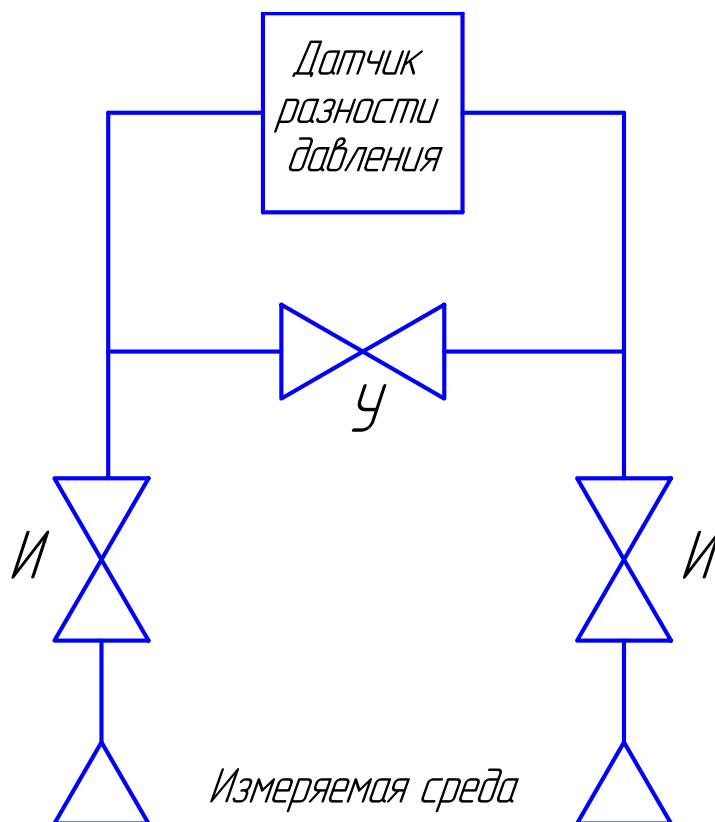 Датчик
разности
давления
У
И
И
Измеряемая среда